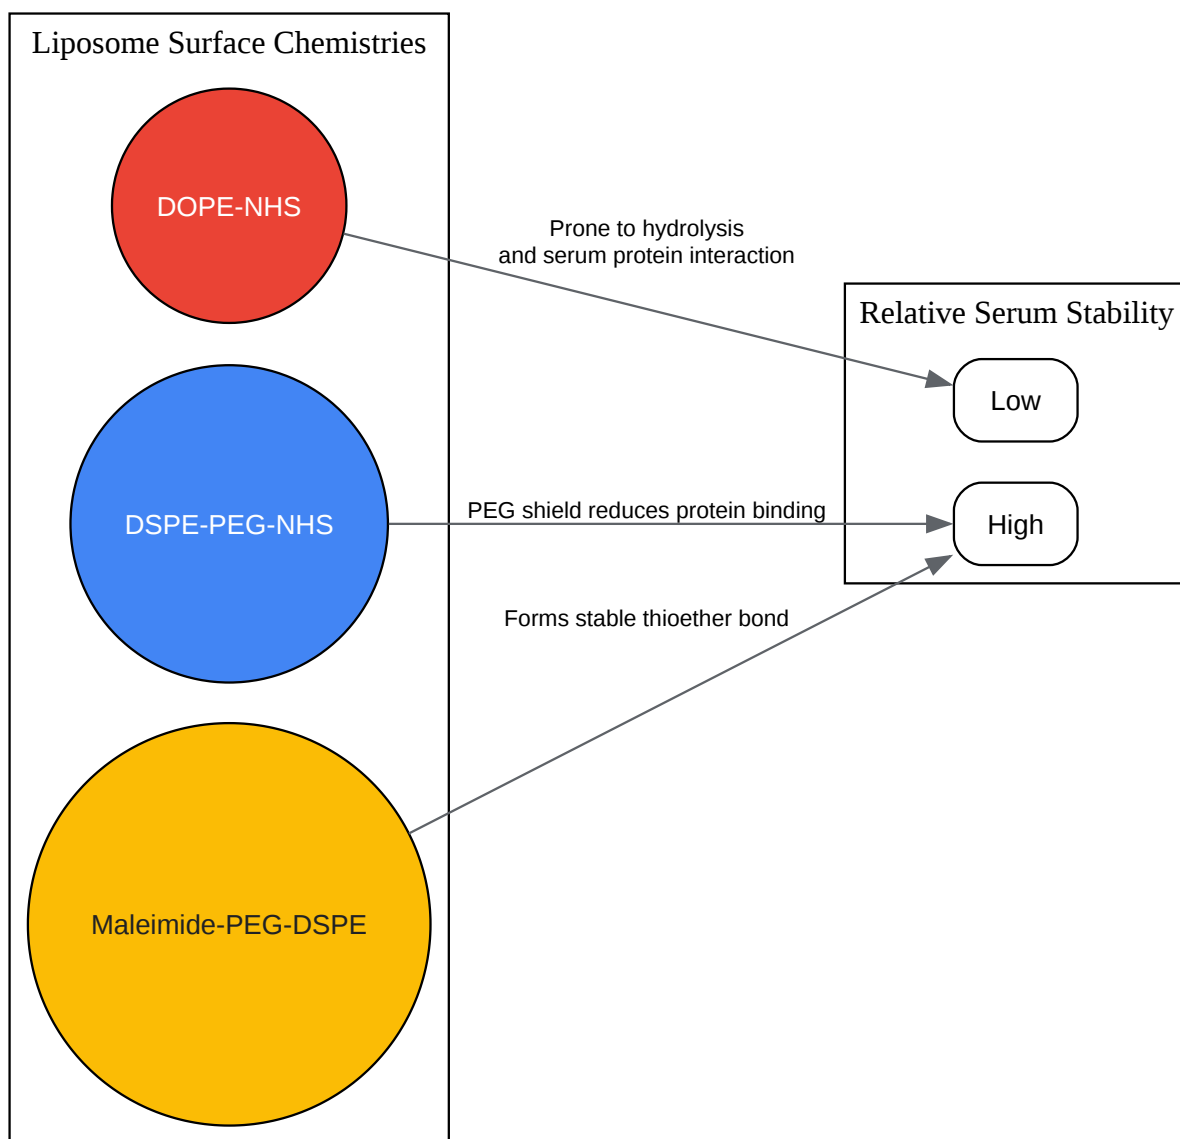 Liposome Surface Chemistries
DOPE-NHS
Prone to hydrolysis
and serum protein interaction
Relative Serum Stability
Low
DSPE-PEG-NHS
PEG shield reduces protein binding
High
Forms stable thioether bond
Maleimide-PEG-DSPE